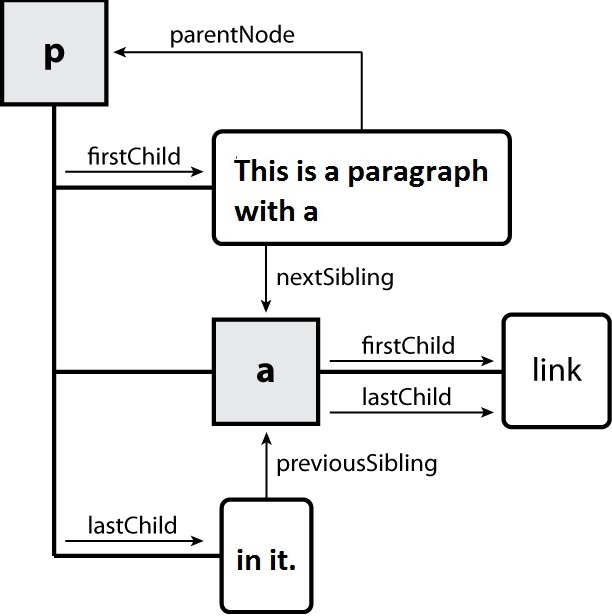 p
parentNode
firstChild
This is a paragraph
with a
nextSibling
a
firstChild
lastChild
link
previousSibling
lastChild
in it.